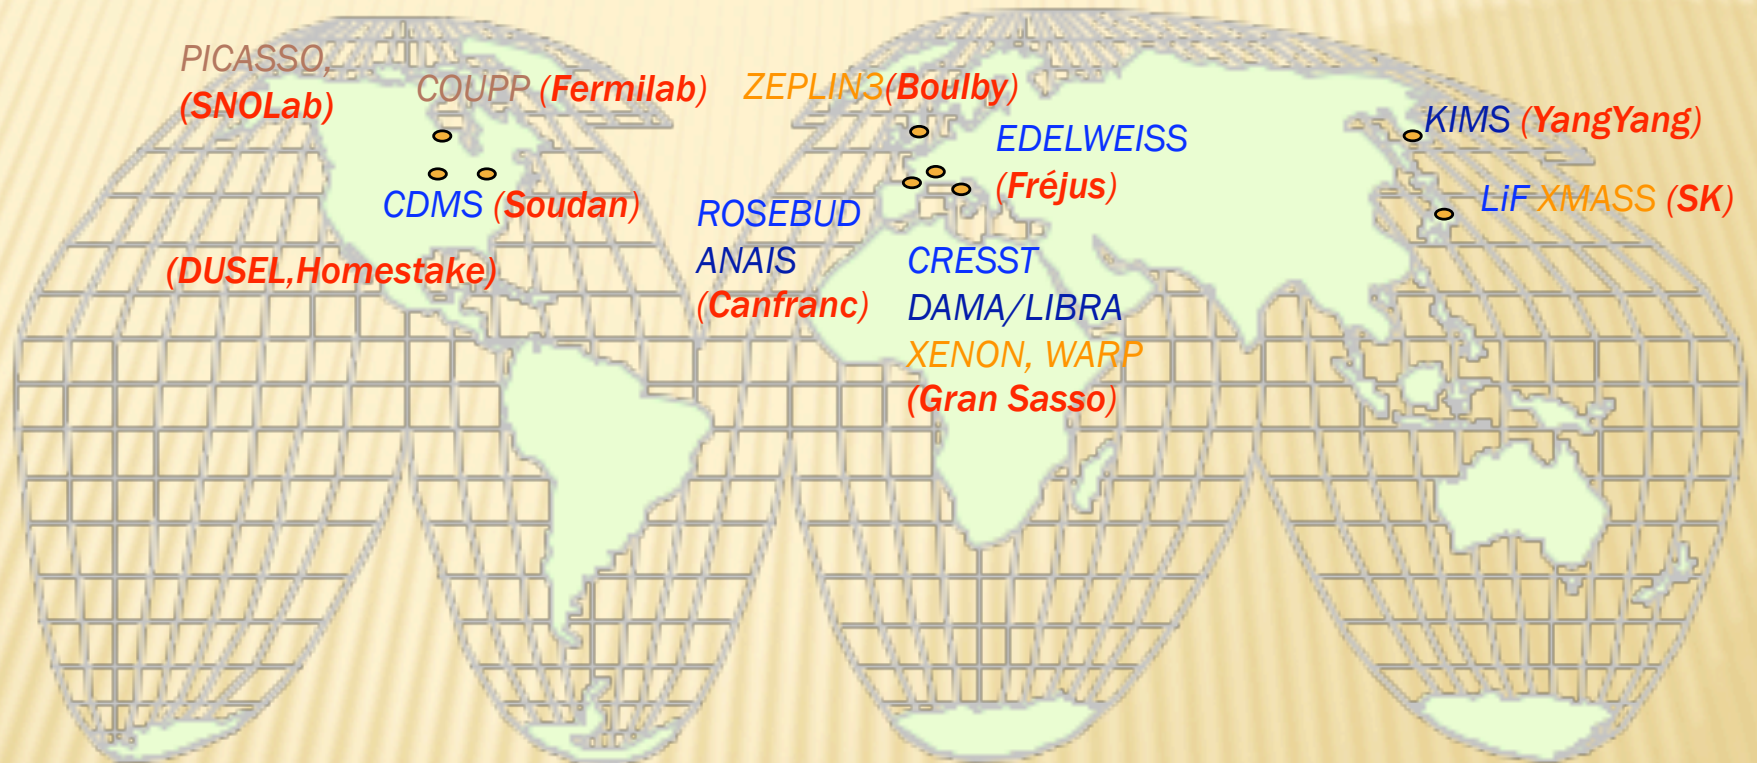 PICASSO,
(SNOLab)
COUPP (Fermilab)
CDMS (Soudan)
(DUSEL,Homestake)
ZEPLIN3(Boulby)
EDELWEISS
(Fréjus)
ROSEBUD
ANAIS
(Canfranc)
CRESST
DAMA/LIBRA
XENON, WARP
(Gran Sasso)
KIMS (YangYang)
LiF XMASS (SK)